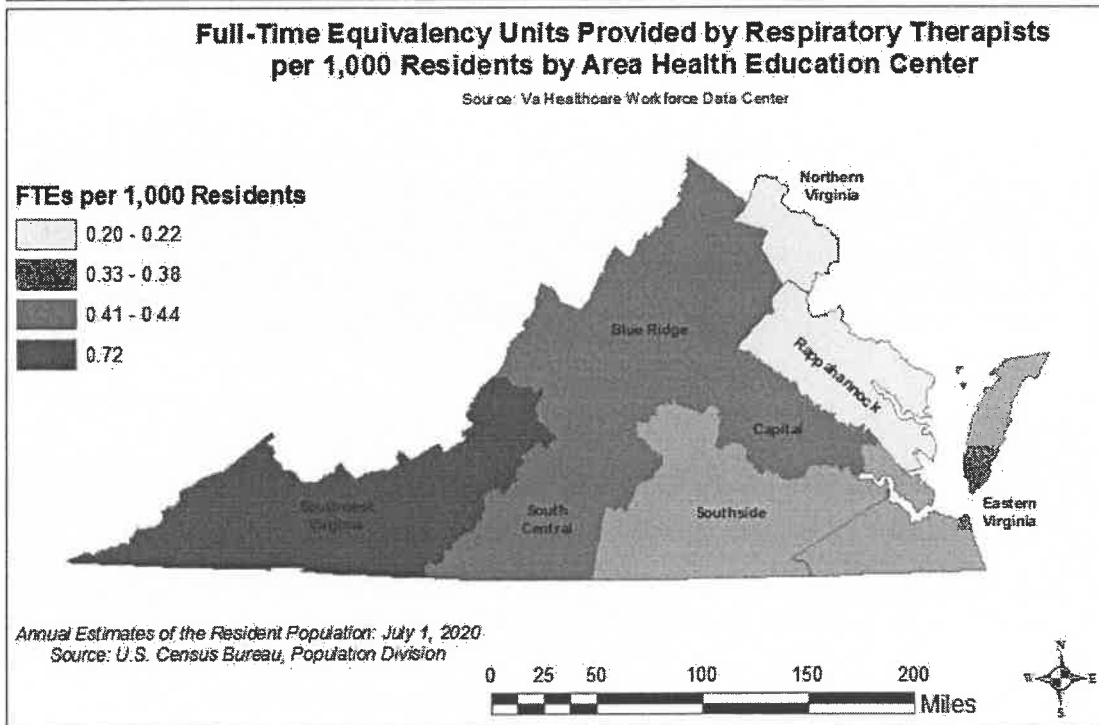 Full-Time Equivalency Units Provided by Respiratory Therapists
per 1,000 Residents by Area Health Education Center
Source: Va Healthcare Workforce Data Center
FTEs per 1,000 Residents
0.20 - 0.22
0.33 - 0.38
0.41 - 0.44
0.72
Northern
Virginia
Blue Ridge
Rappahannock
Capital
Southwest
Virginia
South
Central
Southside
Eastern
Virginia
Annual Estimates of the Resident Population: July 1, 2020
Source: U.S. Census Bureau, Population Division
0 25 50 100 150 200
Miles
N
W E
S